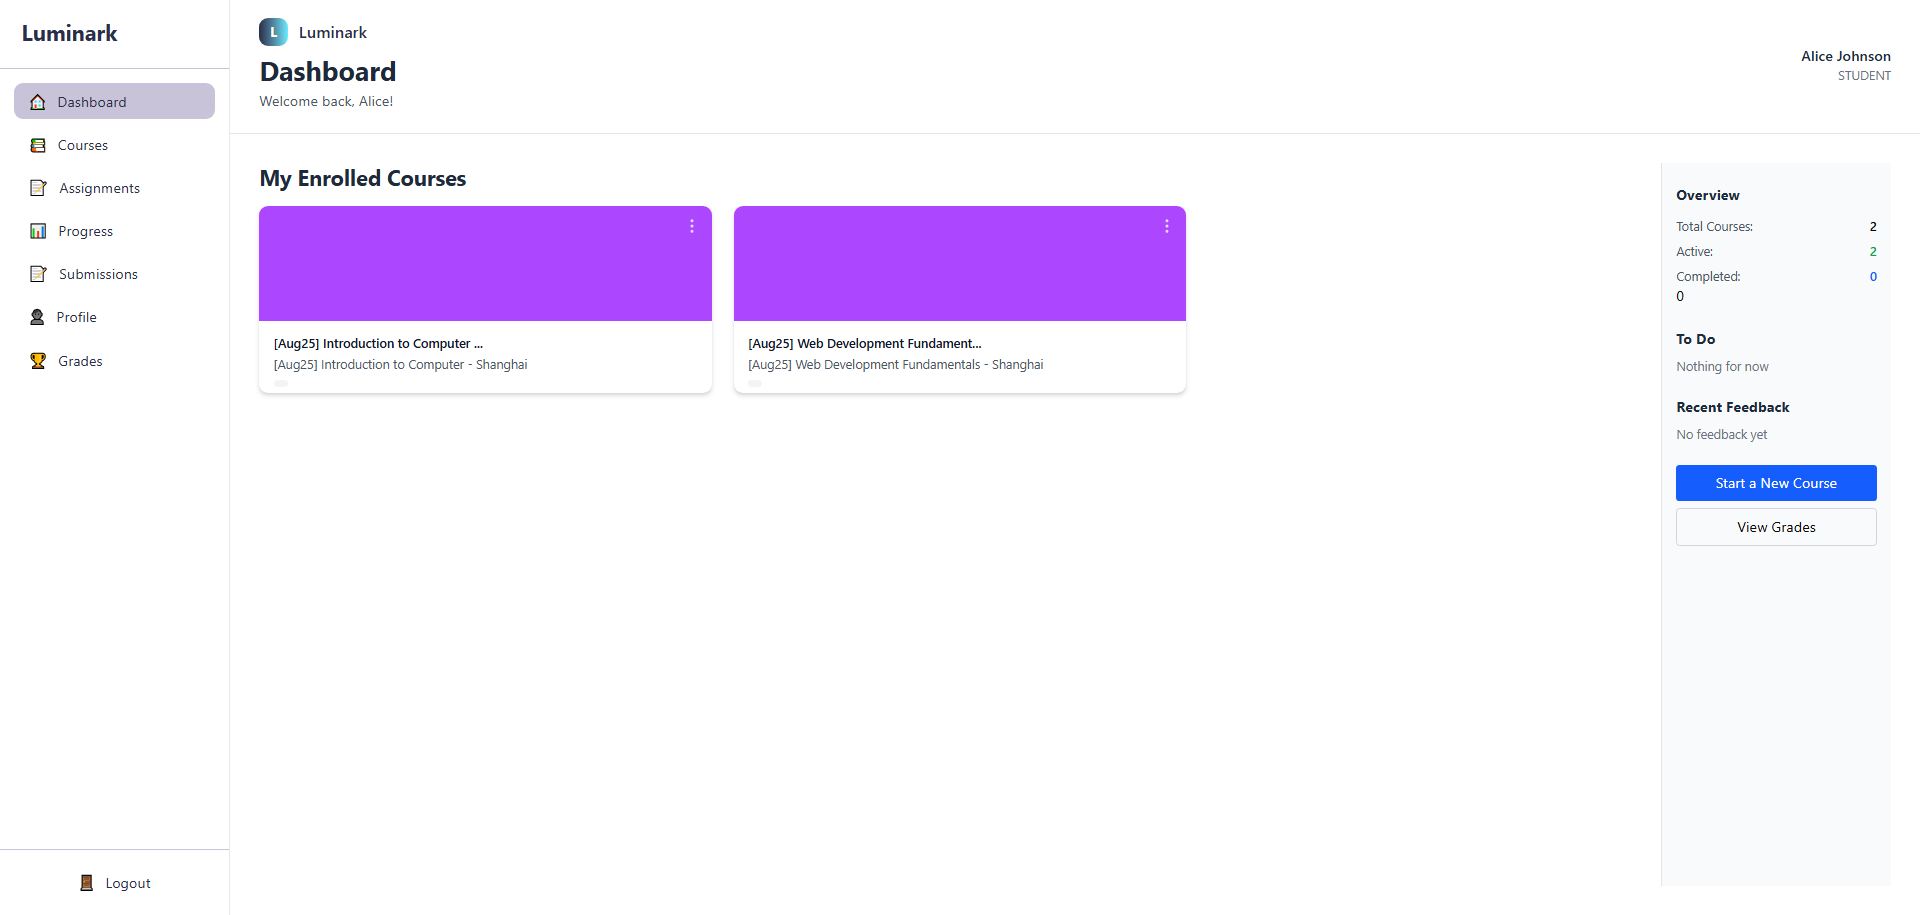 Luminark
Dashboard
Courses
Assignments
Progress
Submissions
Profile
Grades
Logout
L Luminark
Dashboard
Welcome back, Alice!
Alice Johnson
STUDENT
My Enrolled Courses
[Aug25] Introduction to Computer ...
[Aug25] Introduction to Computer - Shanghai
[Aug25] Web Development Fundament...
[Aug25] Web Development Fundamentals - Shanghai
Overview
Total Courses: 2
Active: 2
Completed: 0
0
To Do
Nothing for now
Recent Feedback
No feedback yet
Start a New Course
View Grades